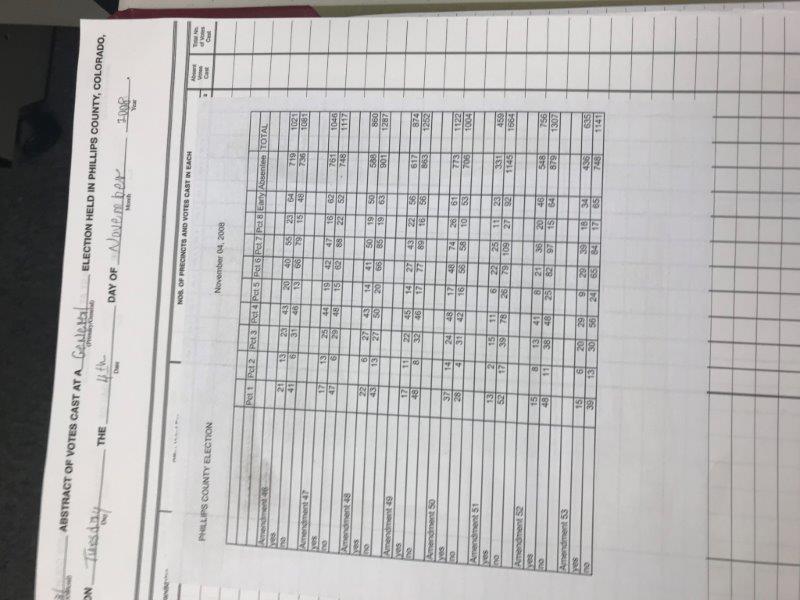 ABSTRACT OF VOTES CAST AT A General ELECTION HELD IN PHILLIPS COUNTY, COLORADO,
(Primary/General)
ON Tuesday THE 4th DAY OF November 2008.
(Day) Date Month Year
NOS. OF PRECINCTS AND VOTES CAST IN EACH
Absent Votes Cast
Total No. of Votes Cast
PHILLIPS COUNTY ELECTION November 04, 2008
Pct 1 Pct 2 Pct 3 Pct 4 Pct 5 Pct 6 Pct 7 Pct 8 Early Absentee TOTAL
Amendment 46
yes 21 13 23 43 20 40 55 23 64 719 1021
no 41 6 31 46 13 66 79 15 48 736 1081
Amendment 47
yes 17 13 25 44 19 42 47 16 62 761 1046
no 47 6 29 48 15 62 88 22 52 748 1117
Amendment 48
yes 22 6 27 43 14 41 50 19 50 588 860
no 43 13 27 50 20 66 85 19 63 901 1287
Amendment 49
yes 17 11 22 45 14 27 43 22 56 617 874
no 48 8 32 46 17 77 89 16 56 863 1252
Amendment 50
yes 37 14 24 48 17 48 74 26 61 773 1122
no 28 4 31 42 16 56 58 10 53 706 1004
Amendment 51
yes 13 2 15 11 6 22 25 11 23 331 459
no 52 17 39 78 26 79 109 27 92 1145 1664
Amendment 52
yes 15 8 13 41 8 21 36 20 46 548 756
no 48 11 38 48 25 82 97 15 64 879 1307
Amendment 53
yes 15 6 20 29 9 29 39 18 34 436 635
no 39 13 30 56 24 65 84 17 65 748 1141